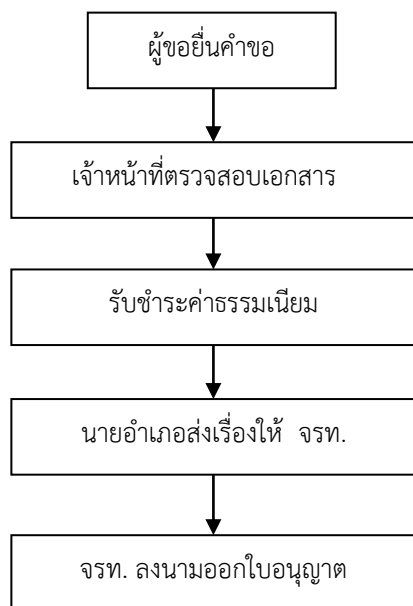 ผู้ขอยื่นคำขอ
เจ้าหน้าที่ตรวจสอบเอกสาร
รับชำระค่าธรรมเนียม
นายอำเภอส่งเรื่องให้ จรท.
จรท. ลงนามออกใบอนุญาต